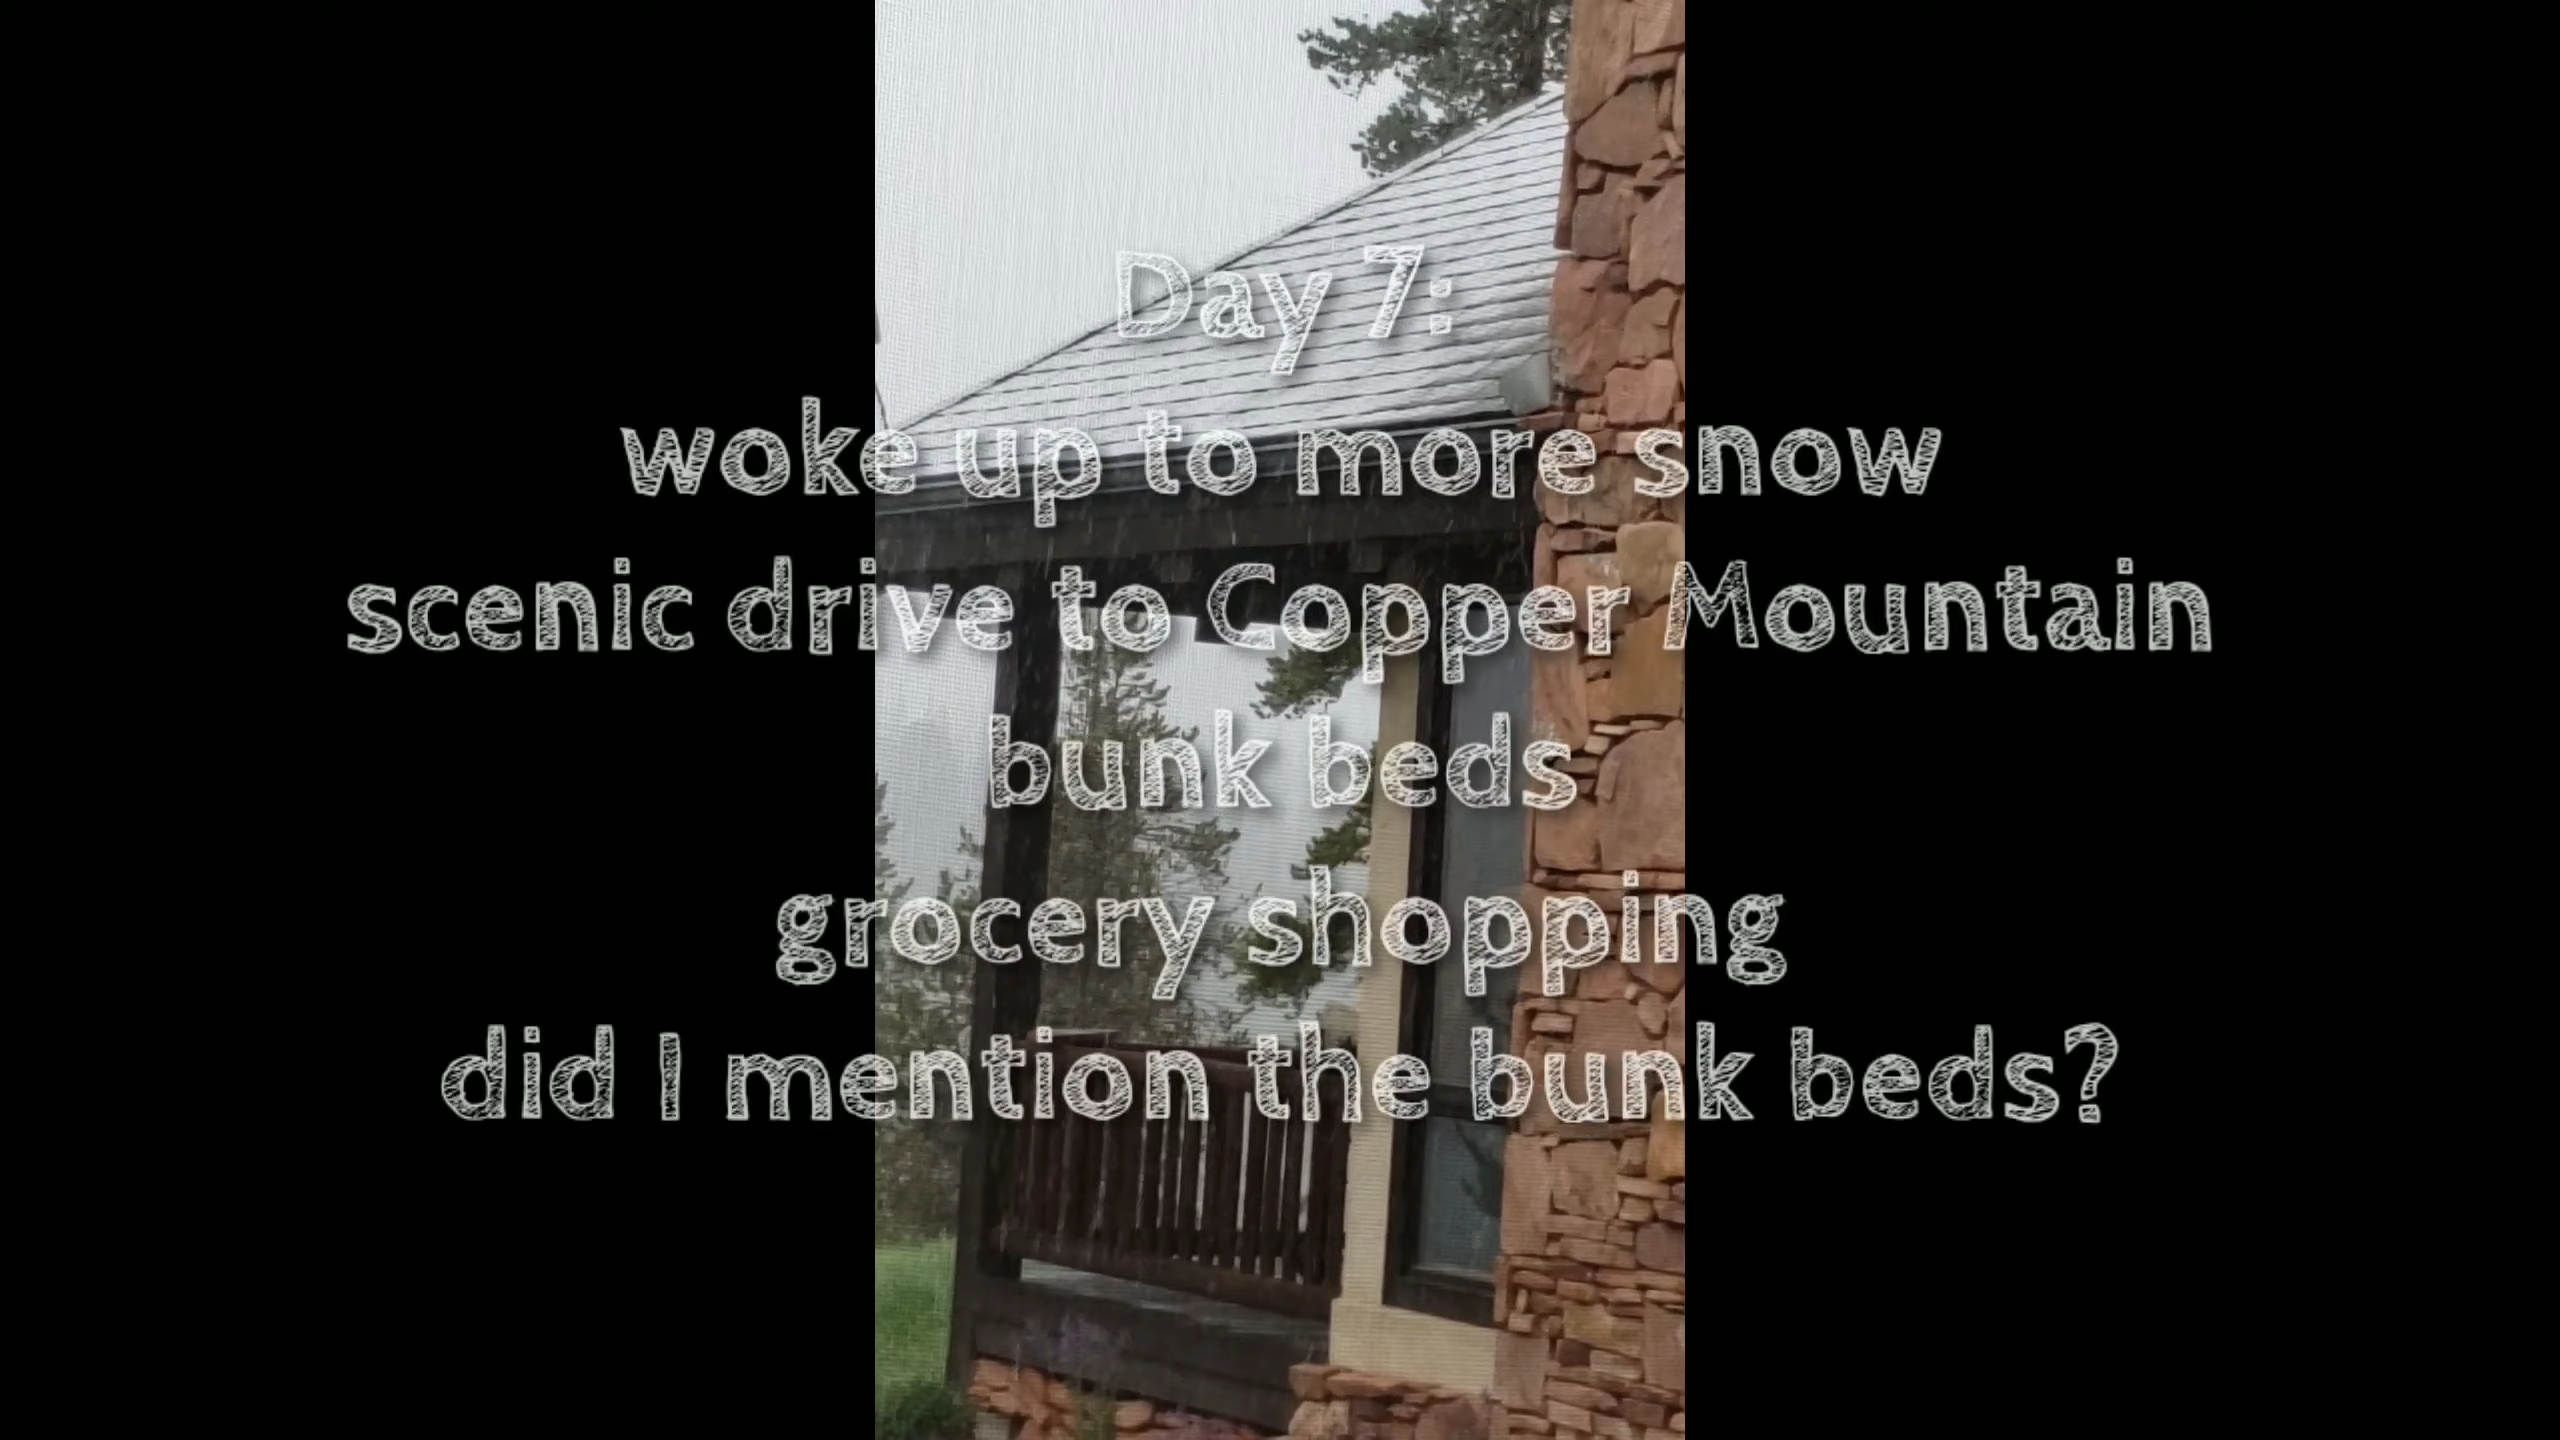 Day 7:
woke up to more snow
scenic drive to Copper Mountain
bunk beds
grocery shopping
did I mention the bunk beds?